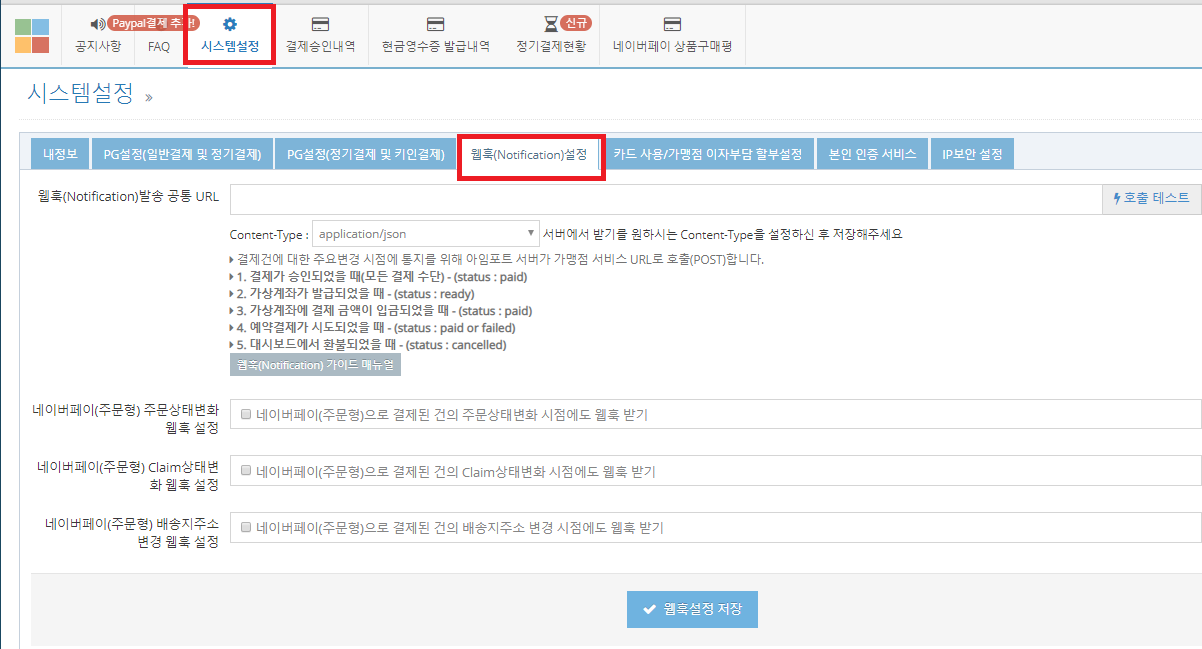 Paypal결제 추가!
신규
공지사항
FAQ
시스템설정
결제승인내역
현금영수증 발급내역
정기결제현황
네이버페이 상품구매평
시스템설정 »
내정보
PG설정(일반결제 및 정기결제)
PG설정(정기결제 및 키인결제)
웹훅(Notification)설정
카드 사용/가맹점 이자부담 할부설정
본인 인증 서비스
IP보안 설정
웹훅(Notification)발송 공통 URL
호출 테스트
Content-Type : application/json 서버에서 받기를 원하시는 Content-Type을 설정하신 후 저장해주세요
결제건에 대한 주요변경 시점에 통지를 위해 아임포트 서버가 가맹점 서비스 URL로 호출(POST)합니다.
1. 결제가 승인되었을 때(모든 결제 수단) - (status : paid)
2. 가상계좌가 발급되었을 때 - (status : ready)
3. 가상계좌에 결제 금액이 입금되었을 때 - (status : paid)
4. 예약결제가 시도되었을 때 - (status : paid or failed)
5. 대시보드에서 환불되었을 때 - (status : cancelled)
웹훅(Notification) 가이드 매뉴얼
네이버페이(주문형) 주문상태변화
웹훅 설정
네이버페이(주문형)으로 결제된 건의 주문상태변화 시점에도 웹훅 받기
네이버페이(주문형) Claim상태변
화 웹훅 설정
네이버페이(주문형)으로 결제된 건의 Claim상태변화 시점에도 웹훅 받기
네이버페이(주문형) 배송지주소
변경 웹훅 설정
네이버페이(주문형)으로 결제된 건의 배송지주소 변경 시점에도 웹훅 받기
웹훅설정 저장